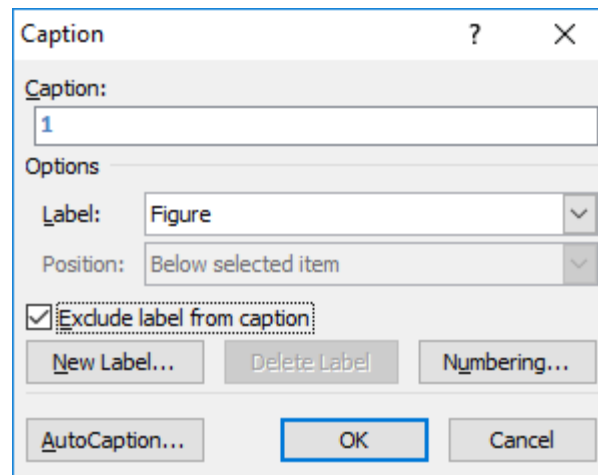 Caption ?
Caption:
1
Options
Label: Figure
Position: Below selected item
Exclude label from caption
New Label... Delete Label Numbering...
AutoCaption... OK Cancel